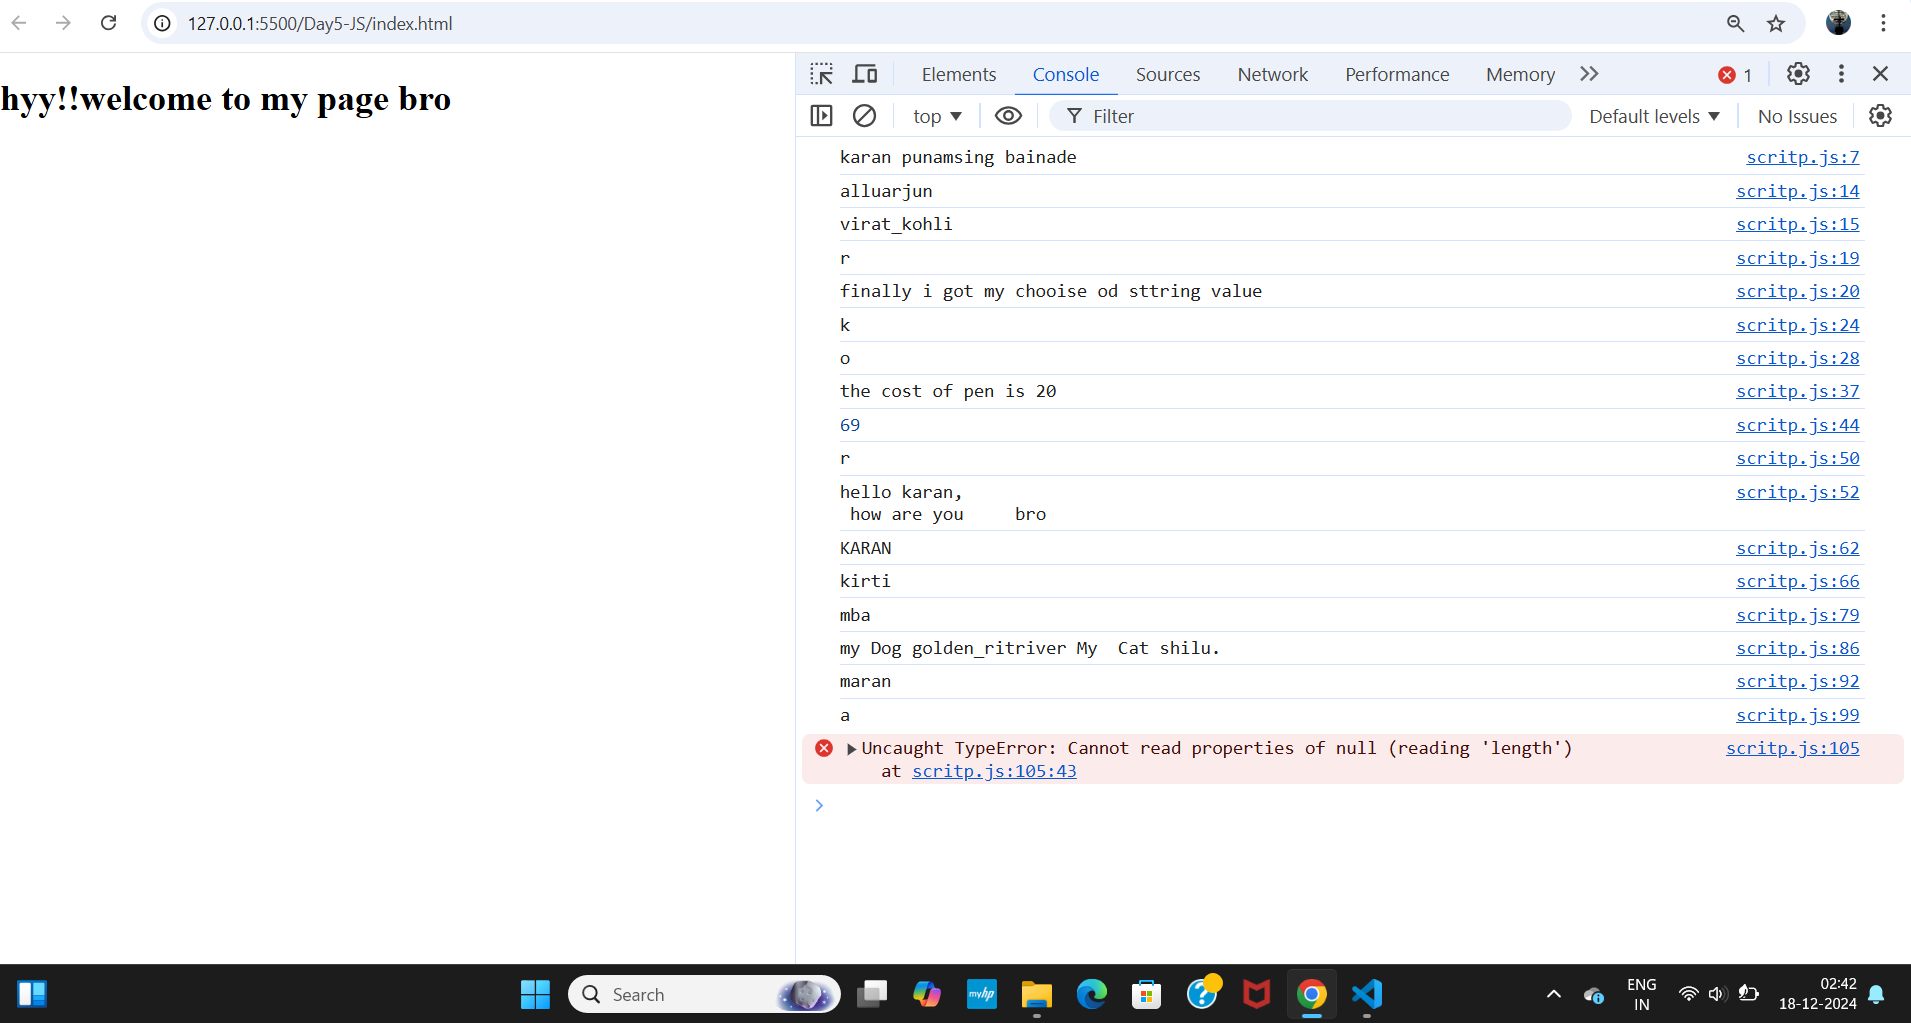 127.0.0.1:5500/Day5-JS/index.html
hyy!!welcome to my page bro
Elements Console Sources Network Performance Memory 1
top Filter Default levels No Issues
karan punamsing bainade scritp.js:7
alluarjun scritp.js:14
virat_kohli scritp.js:15
r scritp.js:19
finally i got my chooise od sttring value scritp.js:20
k scritp.js:24
o scritp.js:28
the cost of pen is 20 scritp.js:37
69 scritp.js:44
r scritp.js:50
hello karan, scritp.js:52
how are you     bro
KARAN scritp.js:62
kirti scritp.js:66
mba scritp.js:79
my Dog golden_ritriver My  Cat shilu. scritp.js:86
maran scritp.js:92
a scritp.js:99
Uncaught TypeError: Cannot read properties of null (reading 'length') scritp.js:105
at scritp.js:105:43
Search myhp ENG 02:42
IN 18-12-2024